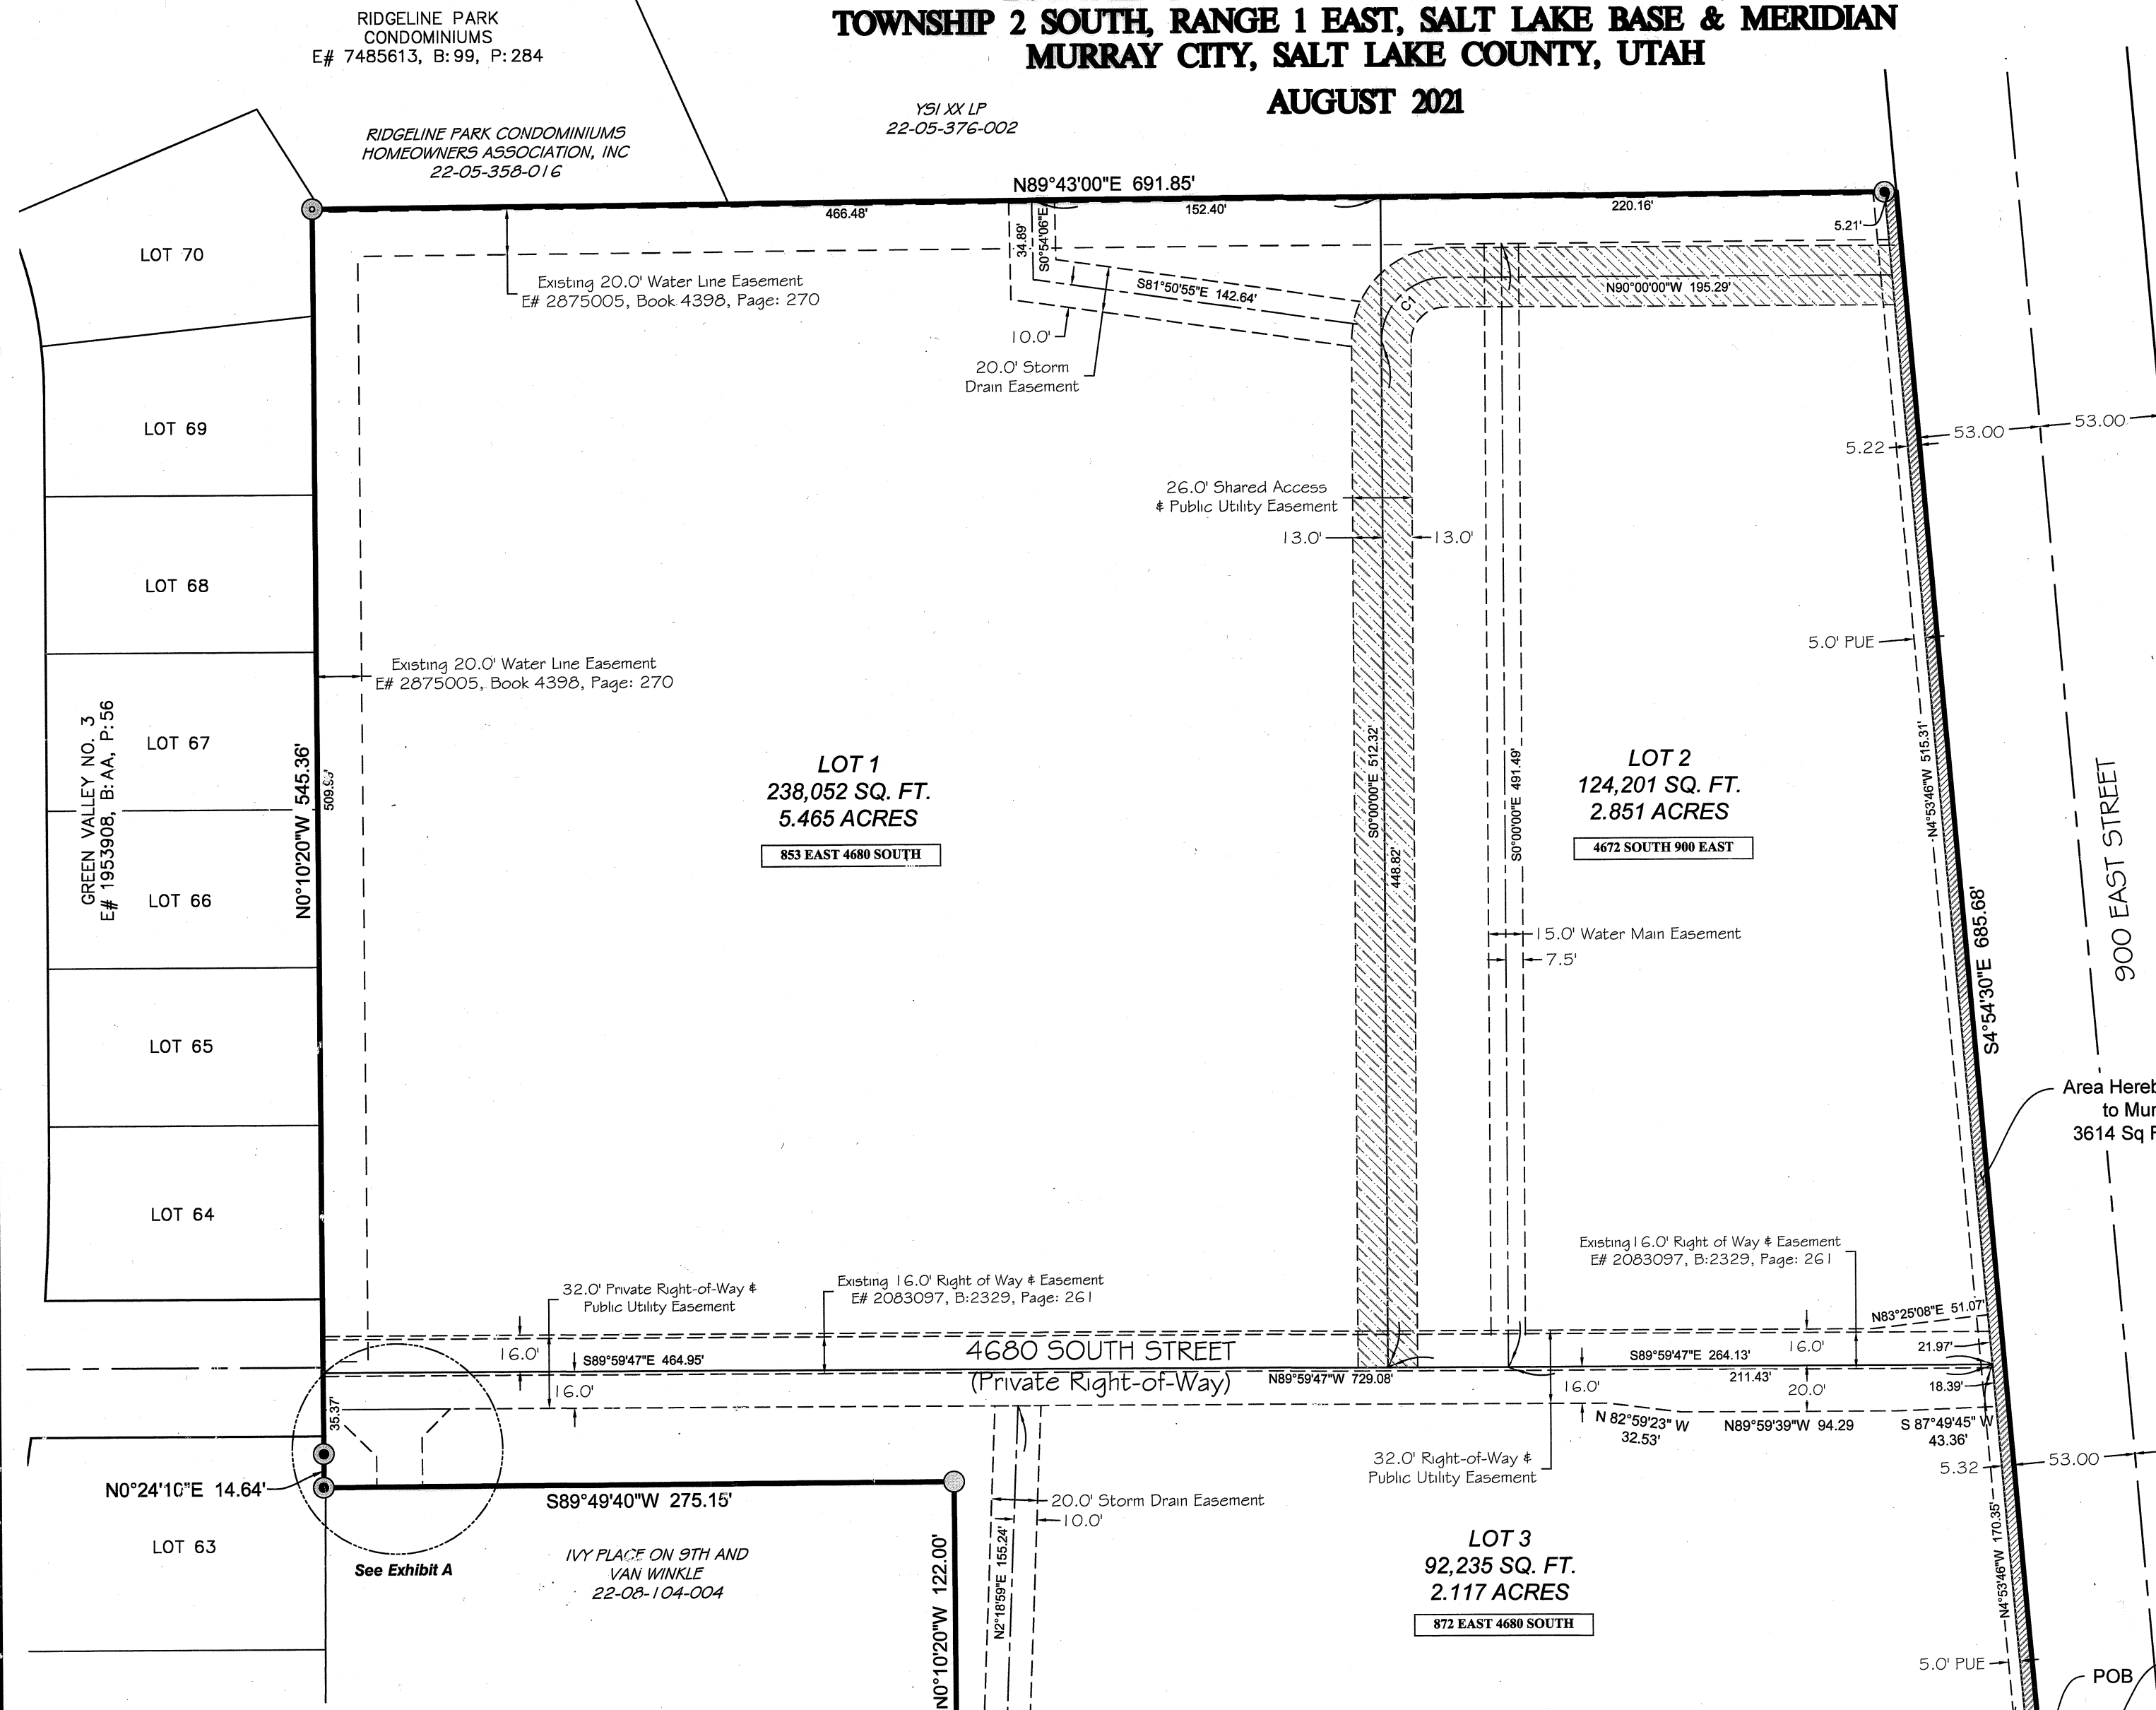 TOWNSHIP 2 SOUTH, RANGE 1 EAST, SALT LAKE BASE & MERIDIAN
MURRAY CITY, SALT LAKE COUNTY, UTAH
AUGUST 2021
RIDGELINE PARK
CONDOMINIUMS
E# 7485613, B:99, P:284
RIDGELINE PARK CONDOMINIUMS
HOMEOWNERS ASSOCIATION, INC
22-05-358-016
YSI XX LP
22-05-376-002
N89°43'00"E 691.85'
466.48'
152.40'
220.16'
5.21'
34.89'
S0°54'06"E
Existing 20.0' Water Line Easement
E# 2875005, Book 4398, Page: 270
S81°50'55"E 142.64'
C1
N90°00'00"W 195.29'
10.0'
20.0' Storm
Drain Easement
LOT 70
LOT 69
LOT 68
LOT 67
LOT 66
LOT 65
LOT 64
LOT 63
GREEN VALLEY NO. 3
E# 1953908, B:AA, P:56
N0°10'20"W 545.36'
Existing 20.0' Water Line Easement
E# 2875005, Book 4398, Page: 270
26.0' Shared Access
& Public Utility Easement
13.0'
13.0'
53.00
53.00
5.22
5.0' PUE
LOT 1
238,052 SQ. FT.
5.465 ACRES
853 EAST 4680 SOUTH
S0°00'00"E 512.32'
448.82'
S0°00'00"E 491.49'
LOT 2
124,201 SQ. FT.
2.851 ACRES
4672 SOUTH 900 EAST
N4°53'46"W 515.31'
S4°54'30"E 685.68'
900 EAST STREET
15.0' Water Main Easement
7.5'
Area
to
3614 Sq
Existing 16.0' Right of Way & Easement
E# 2083097, B:2329, Page: 261
32.0' Private Right-of-Way &
Public Utility Easement
Existing 16.0' Right of Way & Easement
E# 2083097, B:2329, Page: 261
N83°25'08"E 51.07'
16.0'
S89°59'47"E 464.95'
4680 SOUTH STREET
S89°59'47"E 264.13'
16.0'
21.97'
16.0'
(Private Right-of-Way)
N89°59'47"W 729.08'
16.0'
211.43'
20.0'
18.39'
35.37'
N 82°59'23" W
32.53'
N89°59'39"W 94.29
S 87°49'45" W
43.36'
N0°24'10"E 14.64'
S89°49'40"W 275.15'
See Exhibit A
32.0' Right-of-Way &
Public Utility Easement
5.32
53.00
20.0' Storm Drain Easement
10.0'
IVY PLACE ON 9TH AND
VAN WINKLE
22-08-104-004
N0°10'20"W 122.00'
N2°18'59"E 155.24'
LOT 3
92,235 SQ. FT.
2.117 ACRES
872 EAST 4680 SOUTH
N4°53'46"W 170.35'
5.0' PUE
POB